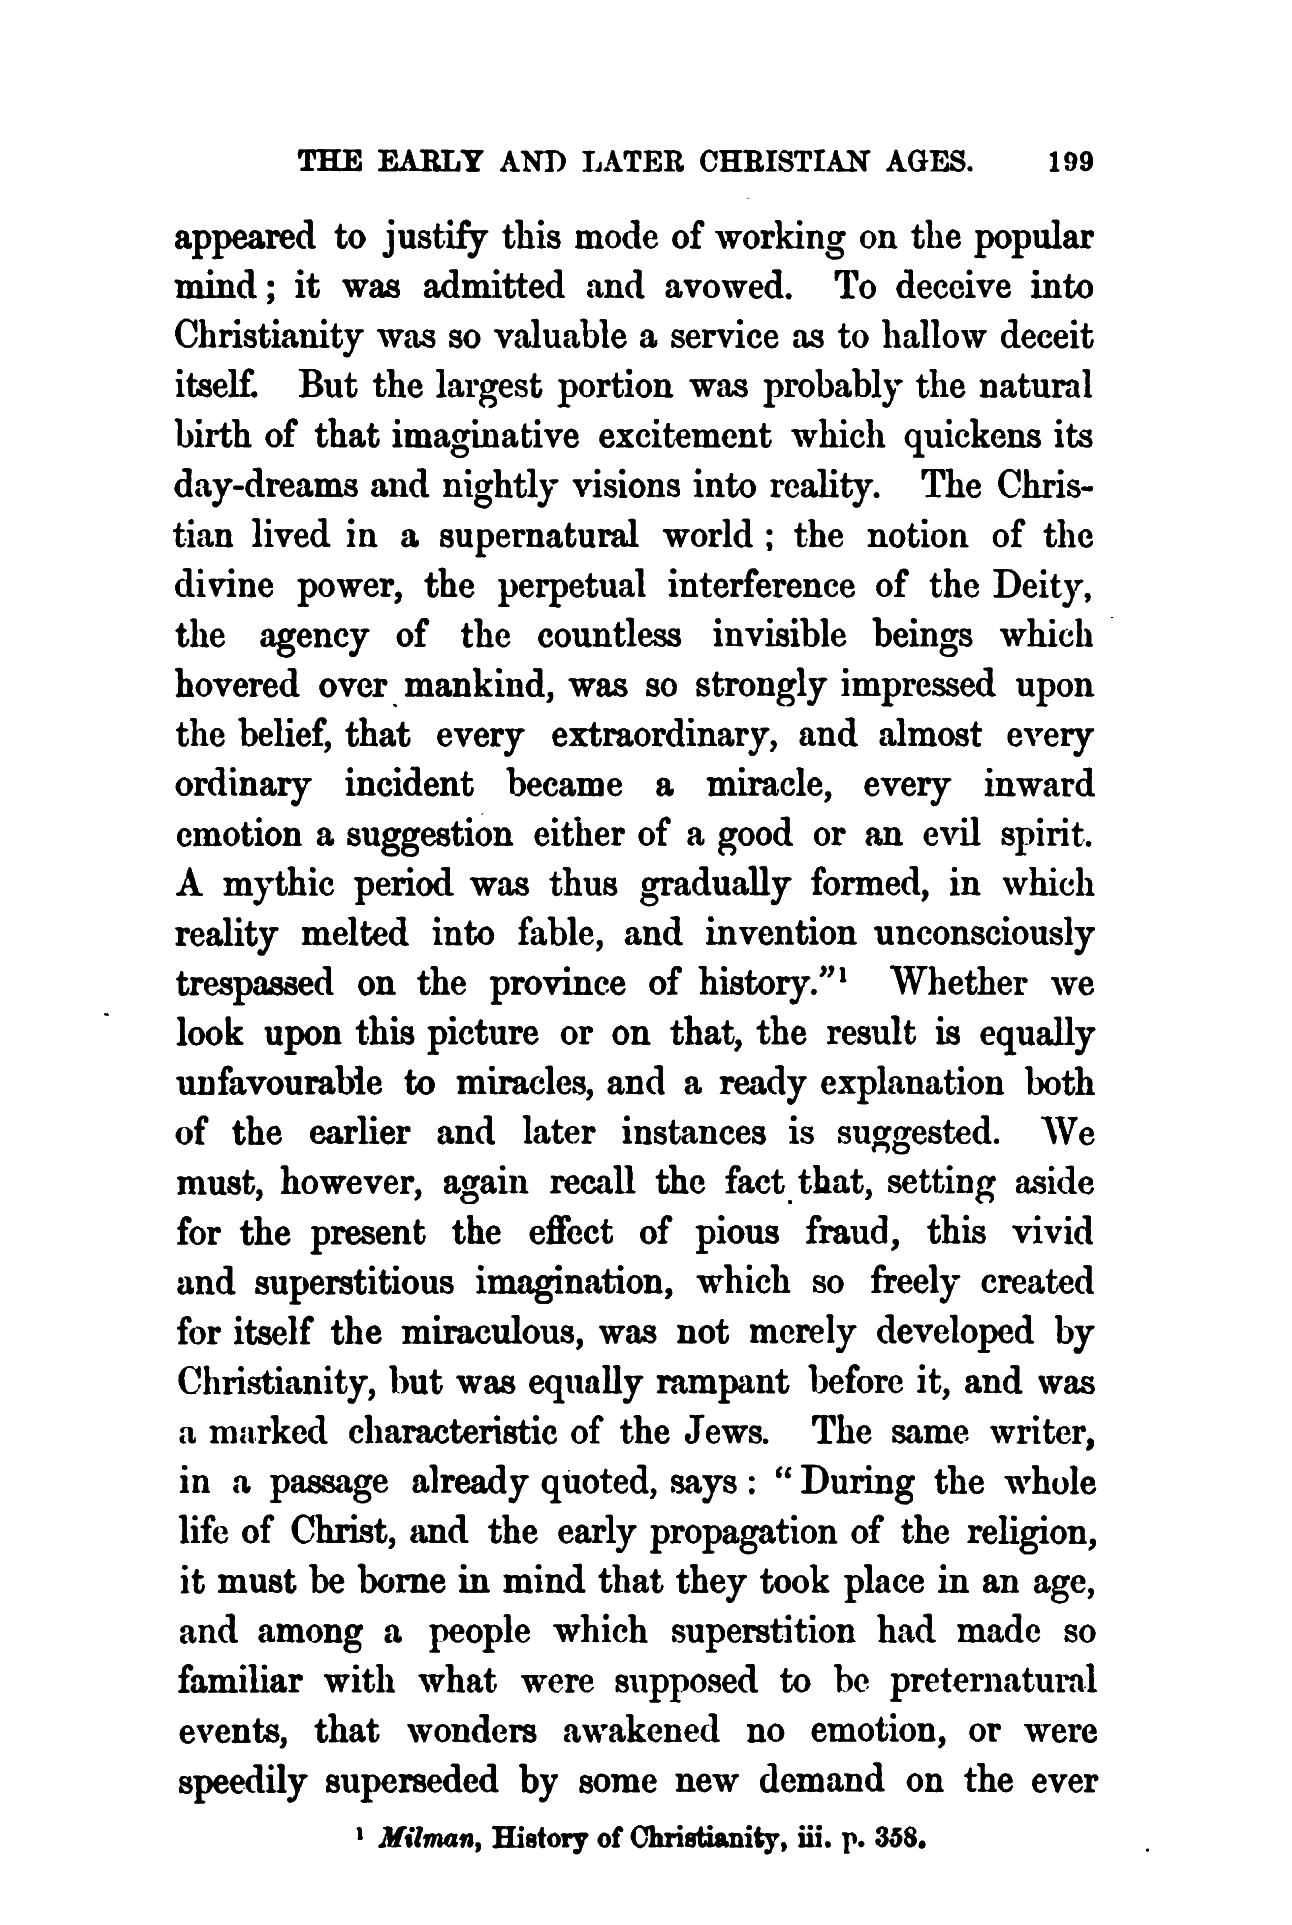 THE EARLY AND LATER CHRISTIAN AGES. 199
appeared to justify this mode of working on the popular
mind ; it was admitted and avowed. To deceive into
Christianity was so valuable a service as to hallow deceit
itself. But the largest portion was probably the natural
birth of that imaginative excitement which quickens its
day-dreams and nightly visions into reality. The Chris-
tian lived in a supernatural world ; the notion of the
divine power, the perpetual interference of the Deity,
the agency of the countless invisible beings which
hovered over mankind, was so strongly impressed upon
the belief, that every extraordinary, and almost every
ordinary incident became a miracle, every inward
emotion a suggestion either of a good or an evil spirit.
A mythic period was thus gradually formed, in which
reality melted into fable, and invention unconsciously
trespassed on the province of history.”¹ Whether we
look upon this picture or on that, the result is equally
unfavourable to miracles, and a ready explanation both
of the earlier and later instances is suggested. We
must, however, again recall the fact that, setting aside
for the present the effect of pious fraud, this vivid
and superstitious imagination, which so freely created
for itself the miraculous, was not merely developed by
Christianity, but was equally rampant before it, and was
a marked characteristic of the Jews. The same writer,
in a passage already quoted, says : “ During the whole
life of Christ, and the early propagation of the religion,
it must be borne in mind that they took place in an age,
and among a people which superstition had made so
familiar with what were supposed to be preternatural
events, that wonders awakened no emotion, or were
speedily superseded by some new demand on the ever
¹ Milman, History of Christianity, iii. p. 358.